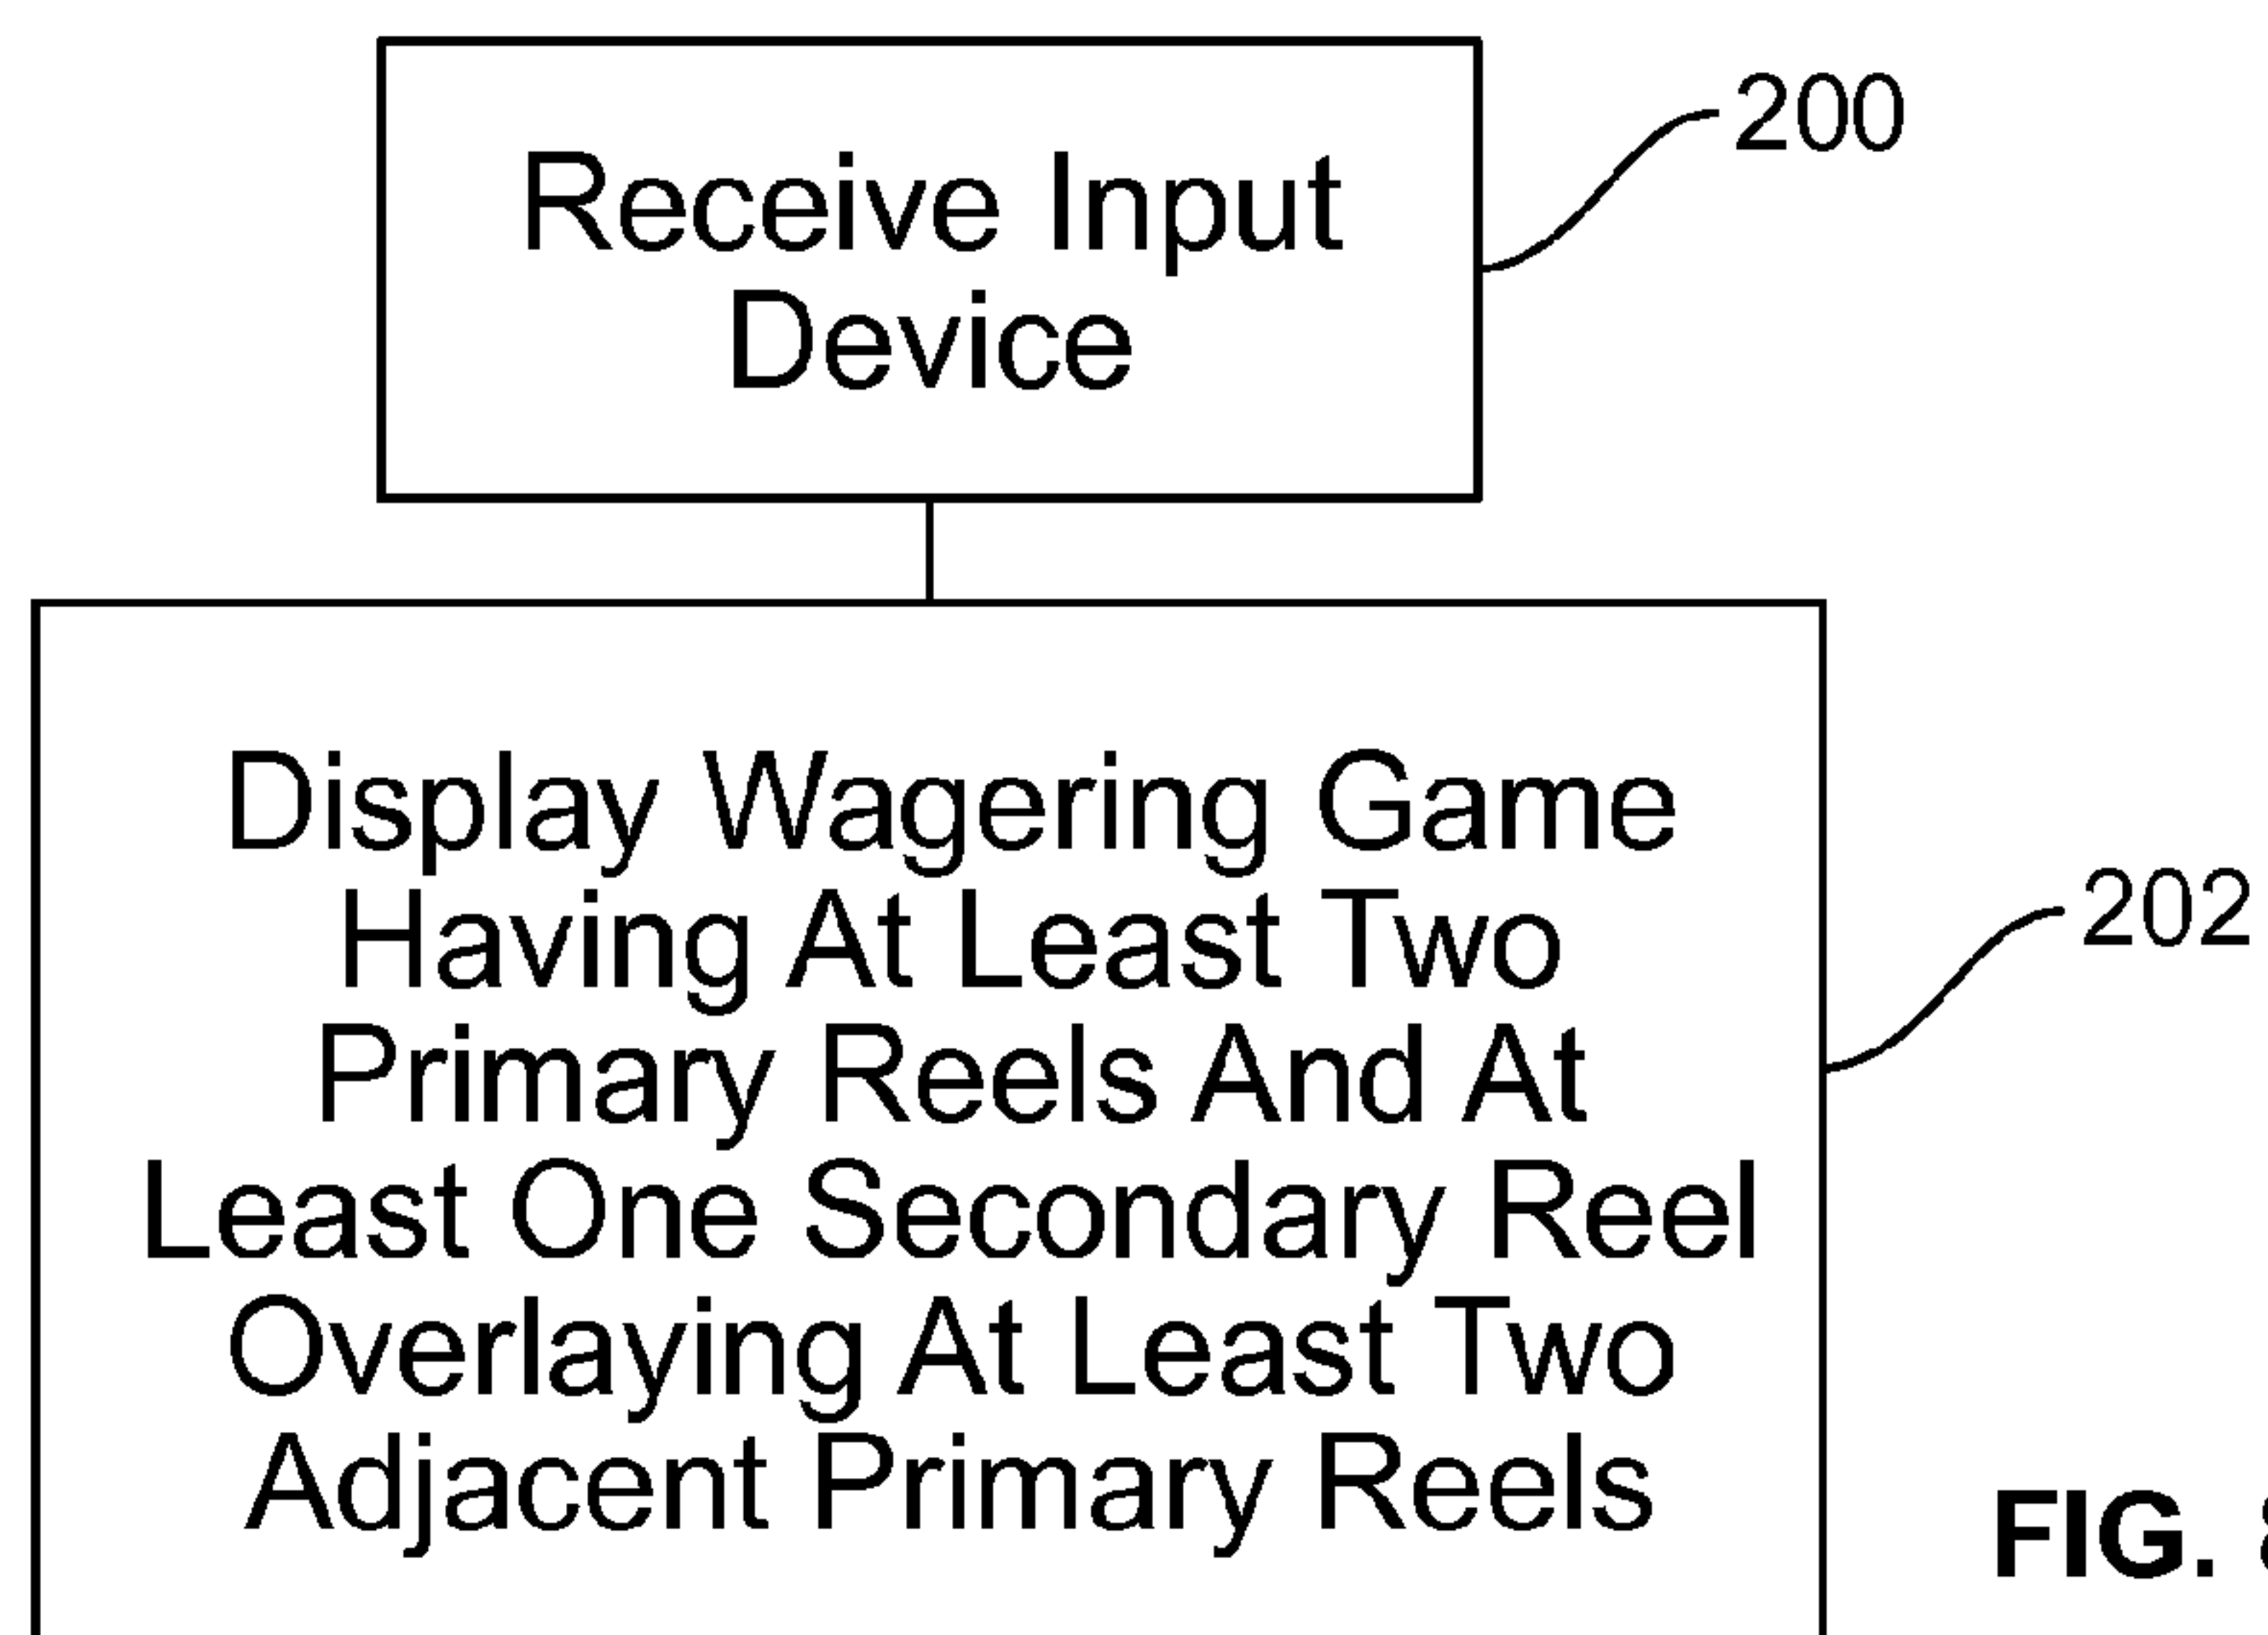 Receive Input
Device
200
Display Wagering Game
Having At Least Two
Primary Reels And At
Least One Secondary Reel
Overlaying At Least Two
Adjacent Primary Reels
202
FIG.